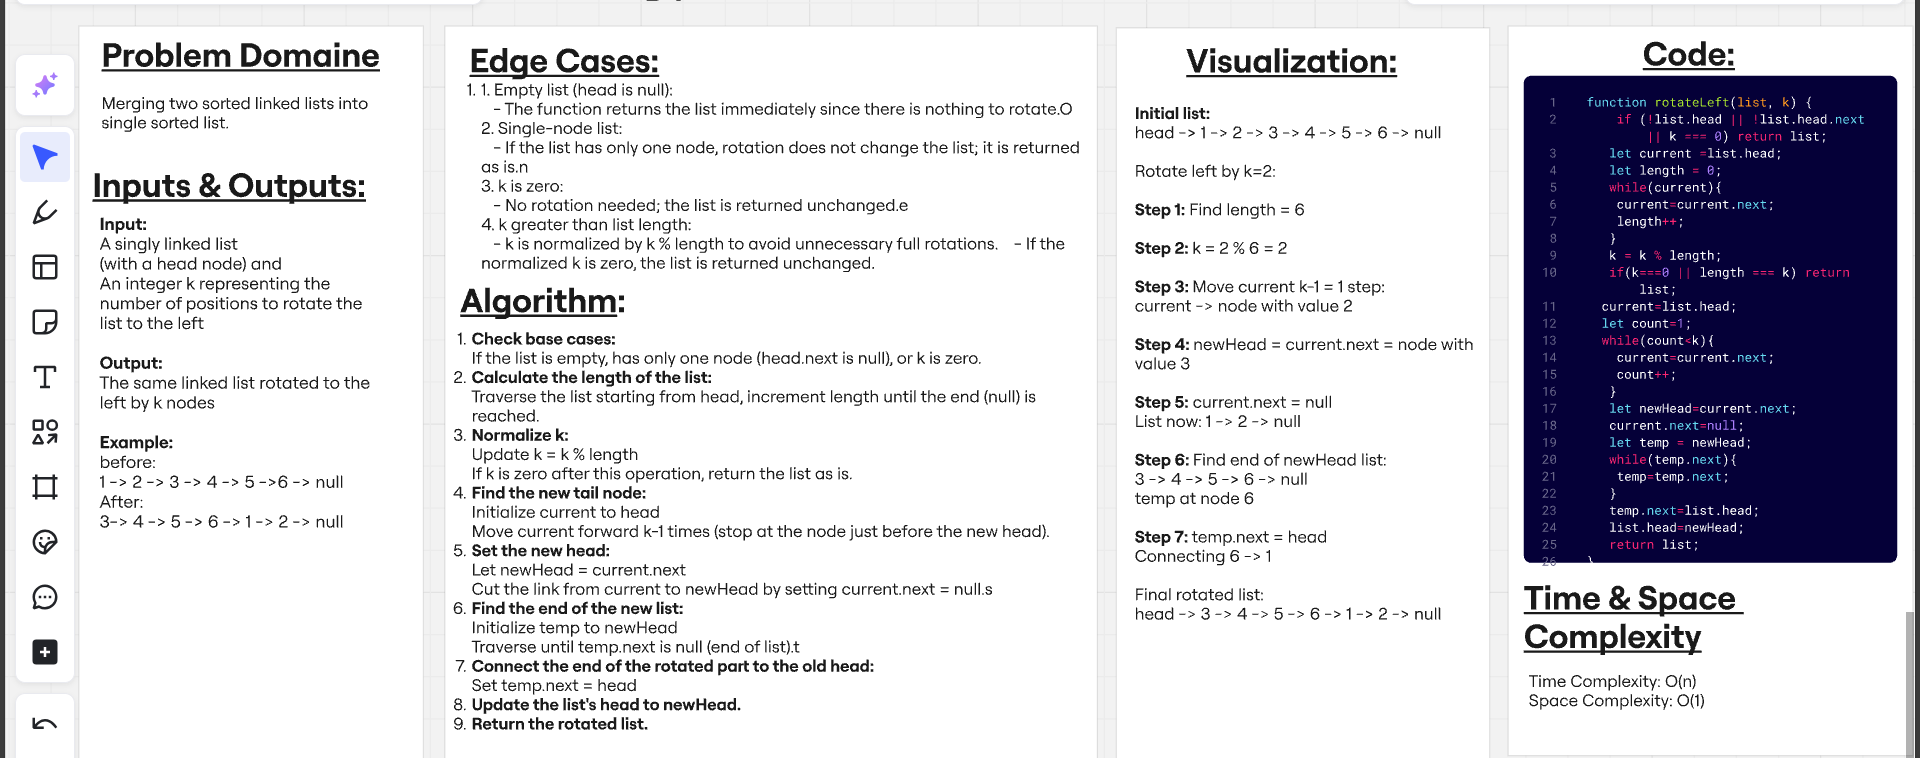 Problem Domaine
Merging two sorted linked lists into
single sorted list.
Inputs & Outputs:
Input:
A singly linked list
(with a head node) and
An integer k representing the
number of positions to rotate the
list to the left
Output:
The same linked list rotated to the
left by k nodes
Example:
before:
1 -> 2 -> 3 -> 4 -> 5 ->6 -> null
After:
3-> 4 -> 5 -> 6 -> 1 -> 2 -> null
Edge Cases:
1. 1. Empty list (head is null):
- The function returns the list immediately since there is nothing to rotate.O
2. Single-node list:
- If the list has only one node, rotation does not change the list; it is returned
as is.n
3. k is zero:
- No rotation needed; the list is returned unchanged.e
4. k greater than list length:
- k is normalized by k % length to avoid unnecessary full rotations. - If the
normalized k is zero, the list is returned unchanged.
Algorithm:
1. Check base cases:
If the list is empty, has only one node (head.next is null), or k is zero.
2. Calculate the length of the list:
Traverse the list starting from head, increment length until the end (null) is
reached.
3. Normalize k:
Update k = k % length
If k is zero after this operation, return the list as is.
4. Find the new tail node:
Initialize current to head
Move current forward k-1 times (stop at the node just before the new head).
5. Set the new head:
Let newHead = current.next
Cut the link from current to newHead by setting current.next = null.s
6. Find the end of the new list:
Initialize temp to newHead
Traverse until temp.next is null (end of list).t
7. Connect the end of the rotated part to the old head:
Set temp.next = head
8. Update the list's head to newHead.
9. Return the rotated list.
Visualization:
Initial list:
head -> 1 -> 2 -> 3 -> 4 -> 5 -> 6 -> null
Rotate left by k=2:
Step 1: Find length = 6
Step 2: k = 2 % 6 = 2
Step 3: Move current k-1 = 1 step:
current -> node with value 2
Step 4: newHead = current.next = node with
value 3
Step 5: current.next = null
List now: 1 -> 2 -> null
Step 6: Find end of newHead list:
3 -> 4 -> 5 -> 6 -> null
temp at node 6
Step 7: temp.next = head
Connecting 6 -> 1
Final rotated list:
head -> 3 -> 4 -> 5 -> 6 -> 1 -> 2 -> null
Code:
1 function rotateLeft(list, k) {
2 if (!list.head || !list.head.next
|| k === 0) return list;
3 let current =list.head;
4 let length = 0;
5 while(current){
6 current=current.next;
7 length++;
8 }
9 k = k % length;
10 if(k===0 || length === k) return
list;
11 current=list.head;
12 let count=1;
13 while(count<k){
14 current=current.next;
15 count++;
16 }
17 let newHead=current.next;
18 current.next=null;
19 let temp = newHead;
20 while(temp.next){
21 temp=temp.next;
22 }
23 temp.next=list.head;
24 list.head=newHead;
25 return list;
26 }
Time & Space
Complexity
Time Complexity: O(n)
Space Complexity: O(1)